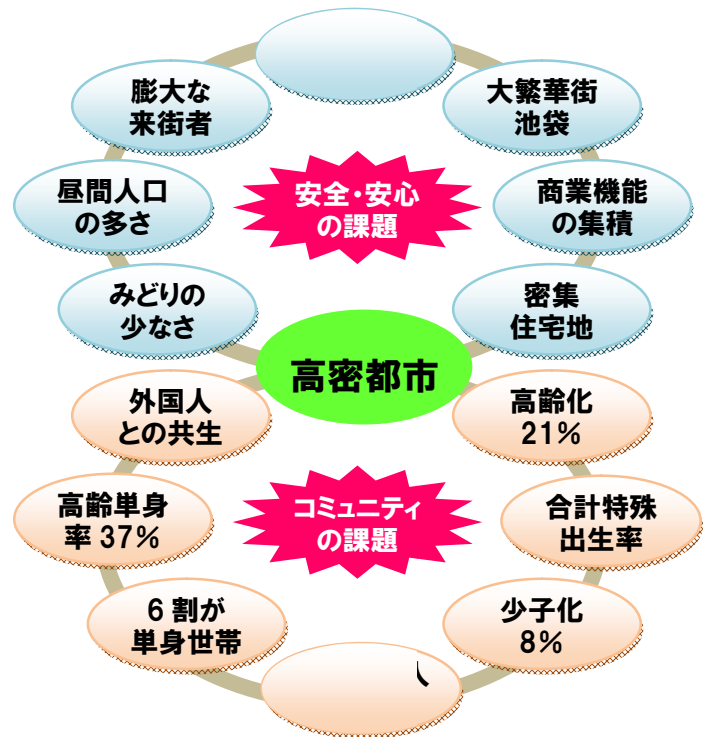 膨大な
来街者
大繁華街
池袋
昼間人口
の多さ
安全・安心
の課題
商業機能
の集積
みどりの
少なさ
密集
住宅地
高密都市
外国人
との共生
高齢化
21%
高齢単身
率 37%
コミュニティ
の課題
合計特殊
出生率
6 割が
単身世帯
少子化
8%